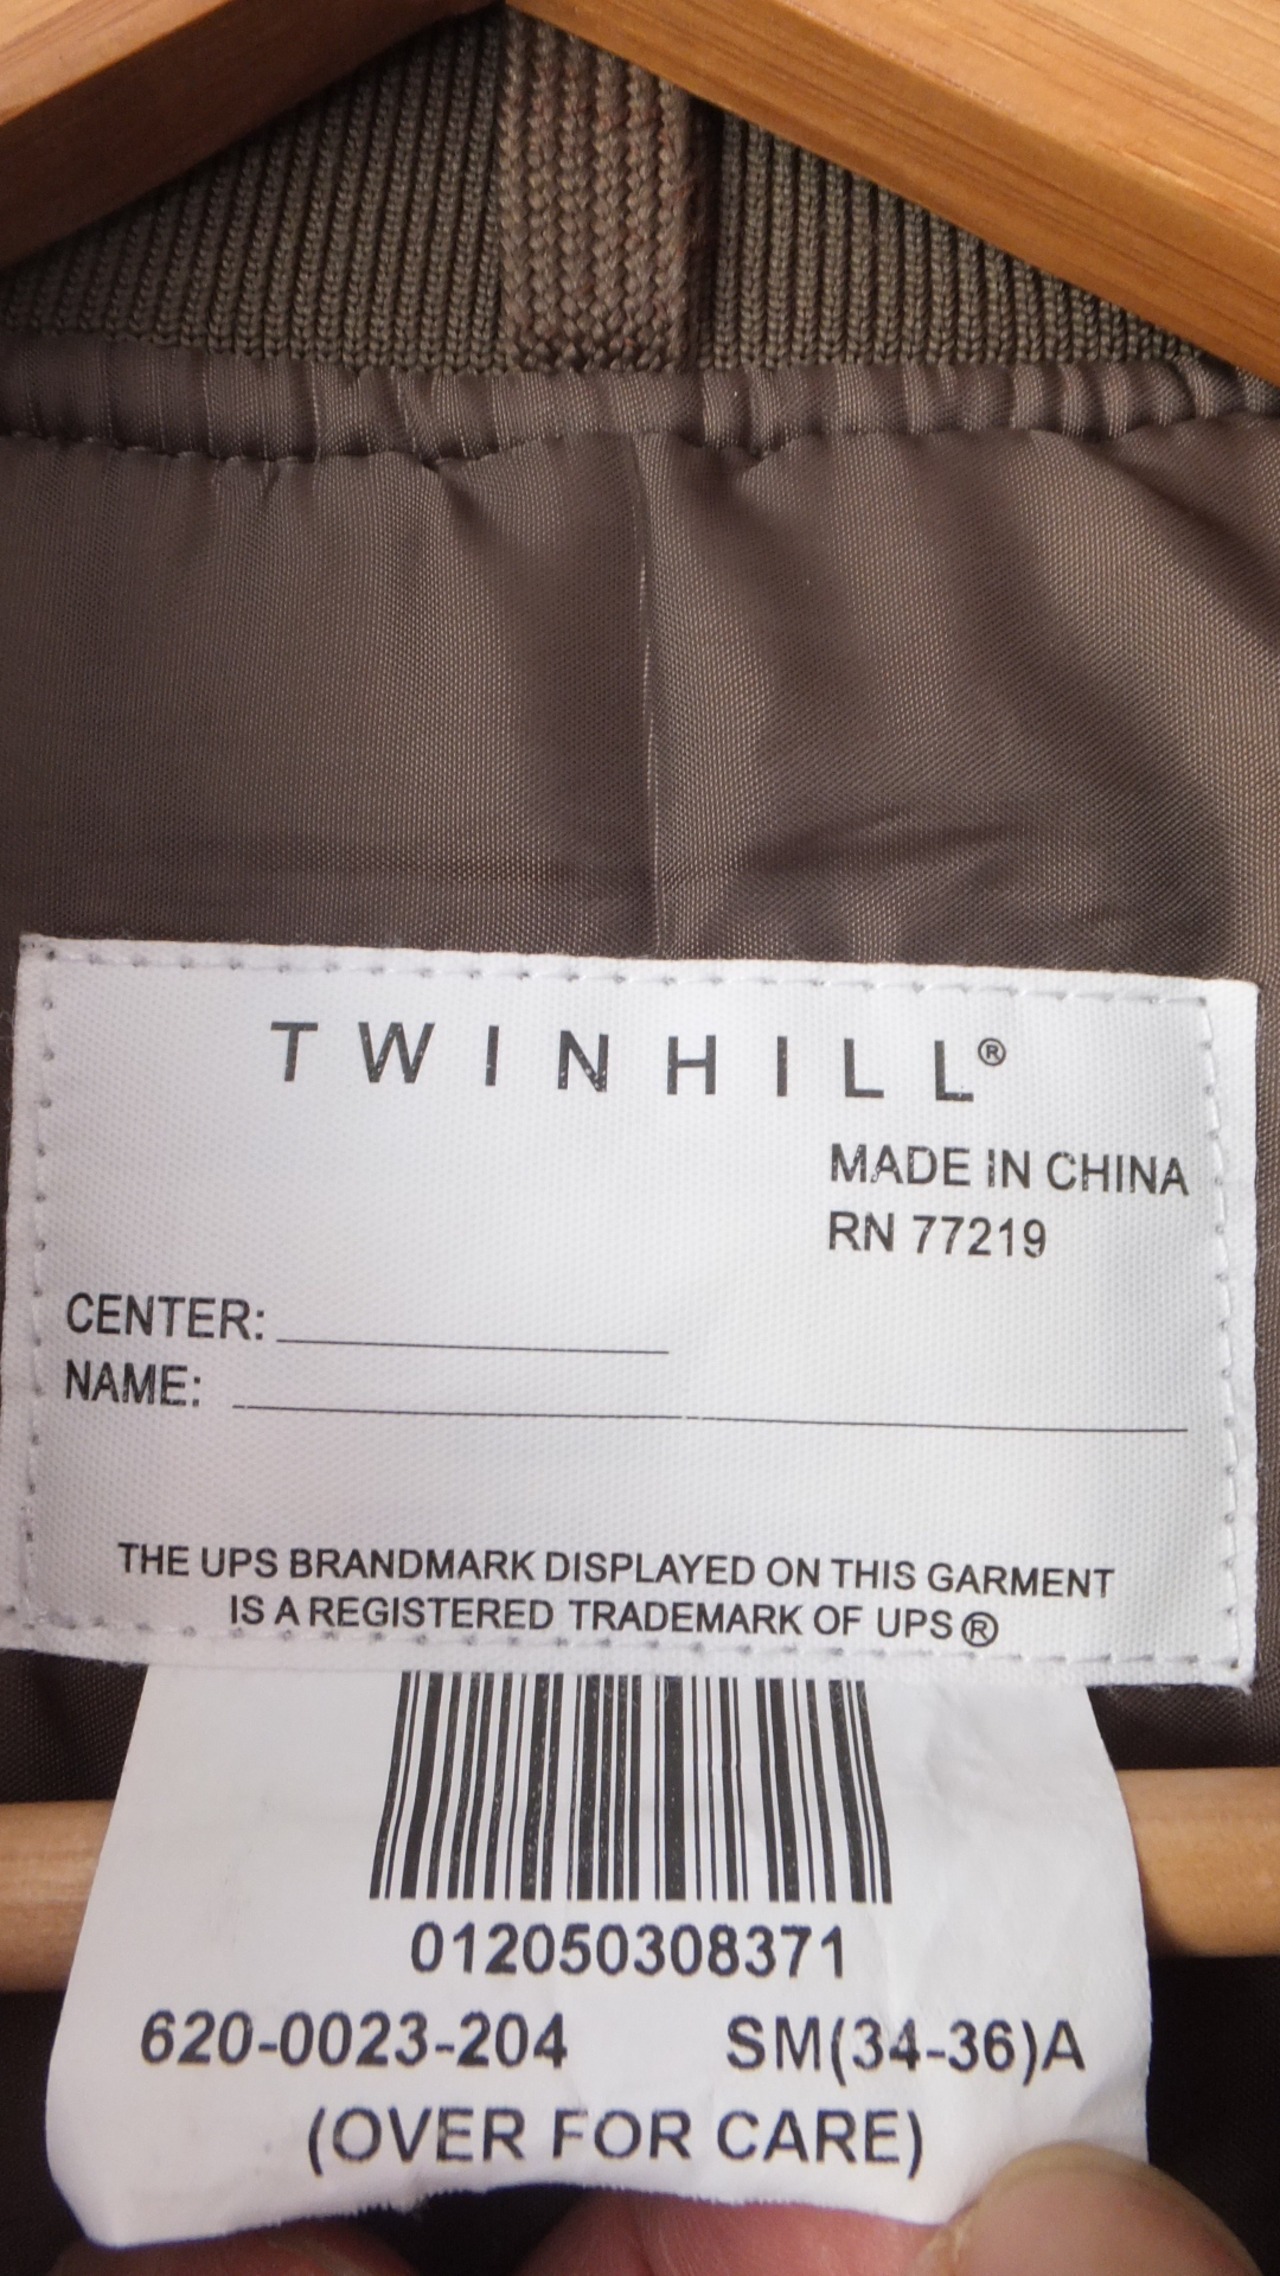 TWINHILL®
MADE IN CHINA
RN 77219
CENTER:
NAME:
THE UPS BRANDMARK DISPLAYED ON THIS GARMENT
IS A REGISTERED TRADEMARK OF UPS®
012050308371
620-0023-204 SM(34-36)A
(OVER FOR CARE)